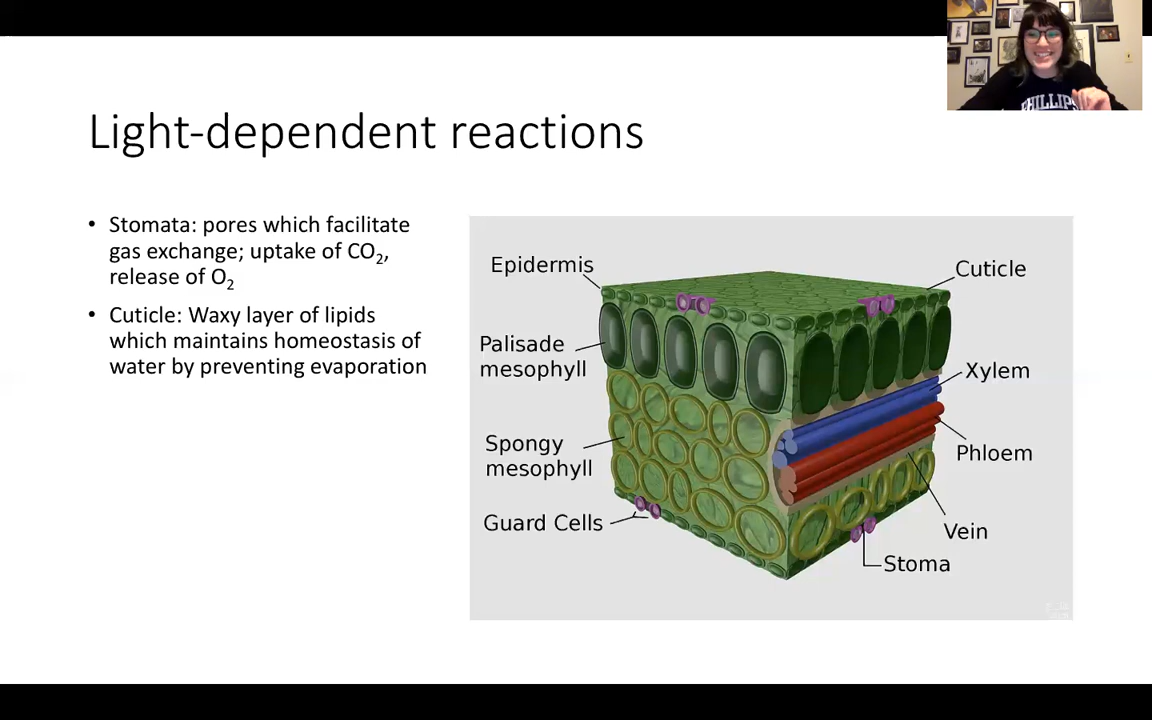 Light-dependent reactions
• Stomata: pores which facilitate
gas exchange; uptake of CO₂,
release of O₂
• Cuticle: Waxy layer of lipids
which maintains homeostasis of
water by preventing evaporation
Epidermis
Cuticle
Palisade
mesophyll
Xylem
Spongy
mesophyll
Phloem
Guard Cells
Vein
Stoma